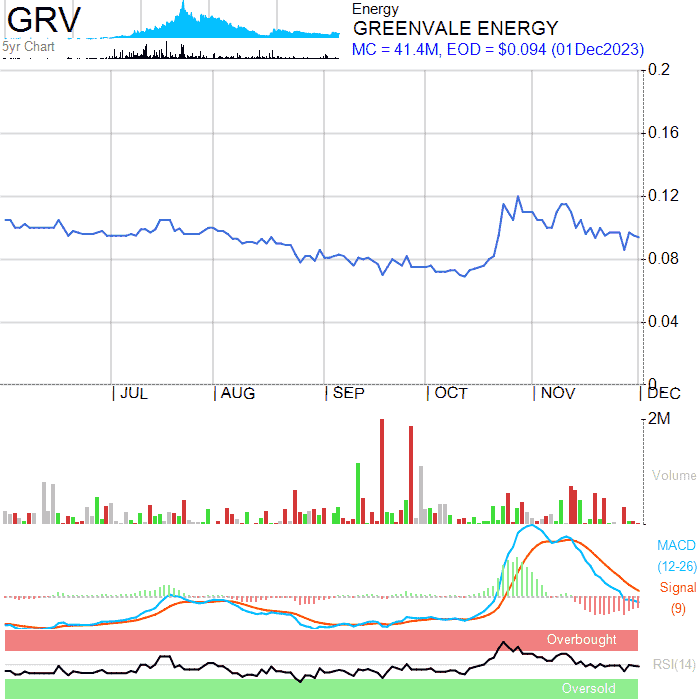 GRV
5yr Chart
Energy
GREENVALE ENERGY
MC = 41.4M, EOD = $0.094 (01Dec2023)
0.2
0.16
0.12
0.08
0.04
0
JUL AUG SEP OCT NOV DEC
2M
Volume
MACD
(12-26)
Signal
(9)
Overbought
RSI(14)
Oversold